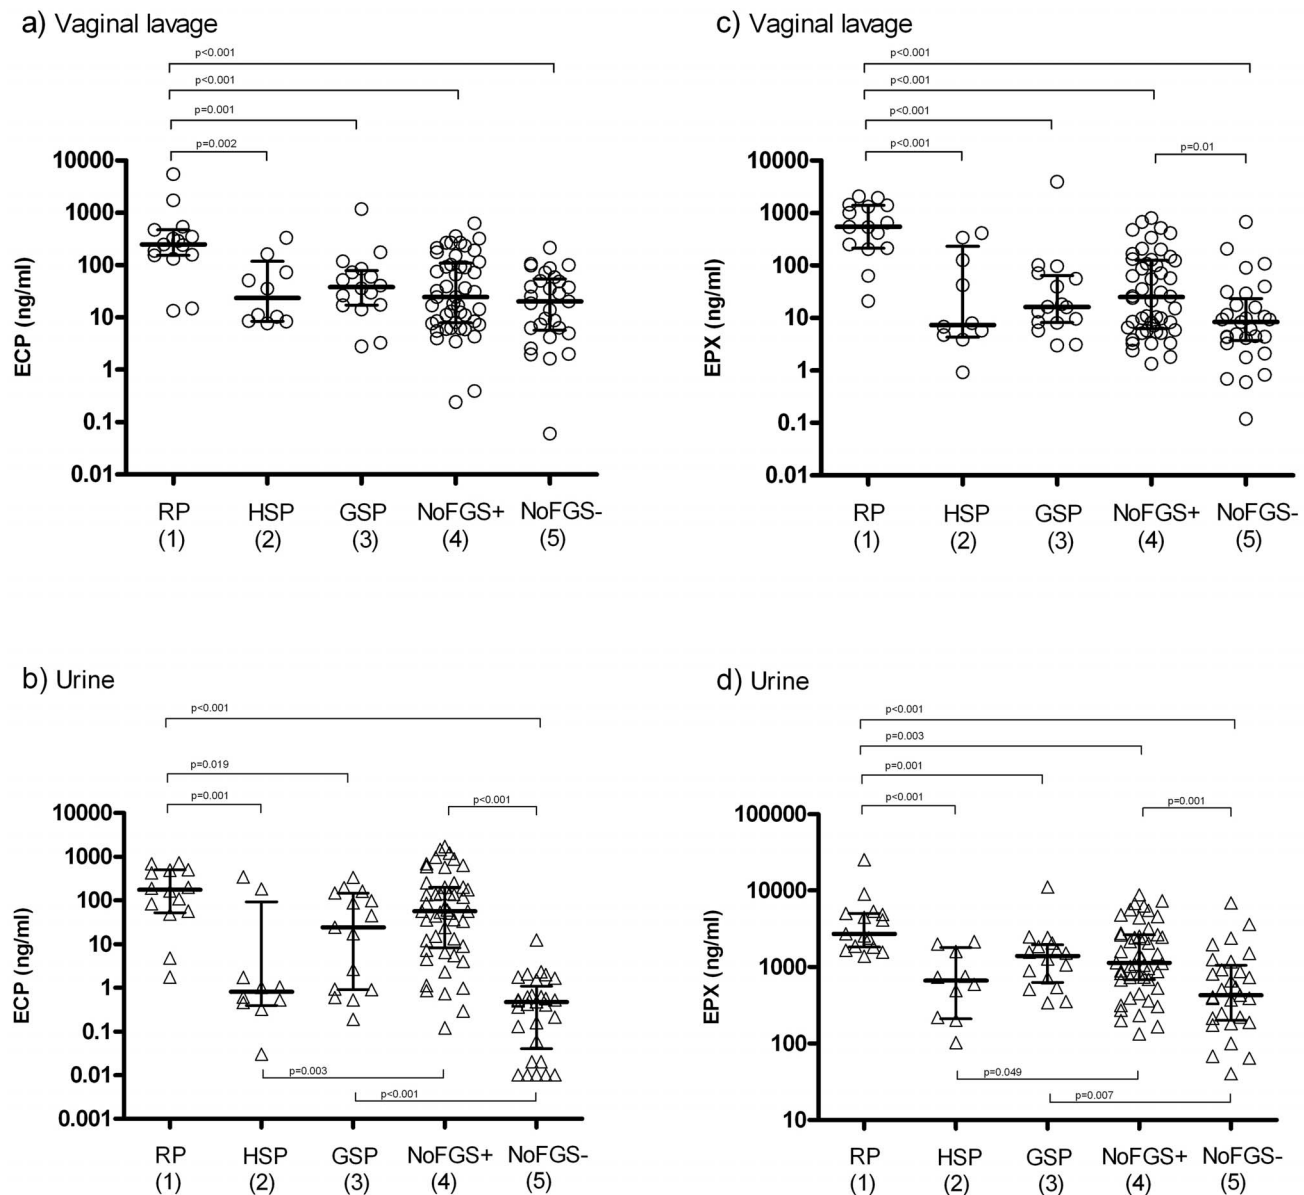 a) Vaginal lavage
p<0.001
p<0.001
p=0.001
p=0.002
10000
1000
100
10
1
0.1
0.01
ECP (ng/ml)
RP HSP GSP NoFGS+ NoFGS-
(1) (2) (3) (4) (5)
c) Vaginal lavage
p<0.001
p<0.001
p<0.001
p<0.001
p=0.01
10000
1000
100
10
1
0.1
0.01
EPX (ng/ml)
RP HSP GSP NoFGS+ NoFGS-
(1) (2) (3) (4) (5)
b) Urine
p<0.001
p=0.019
p=0.001
p<0.001
10000
1000
100
10
1
0.1
0.01
0.001
ECP (ng/ml)
p=0.003
p<0.001
RP HSP GSP NoFGS+ NoFGS-
(1) (2) (3) (4) (5)
d) Urine
p<0.001
p=0.003
p=0.001
p<0.001
p=0.001
100000
10000
1000
100
10
EPX (ng/ml)
p=0.049
p=0.007
RP HSP GSP NoFGS+ NoFGS-
(1) (2) (3) (4) (5)